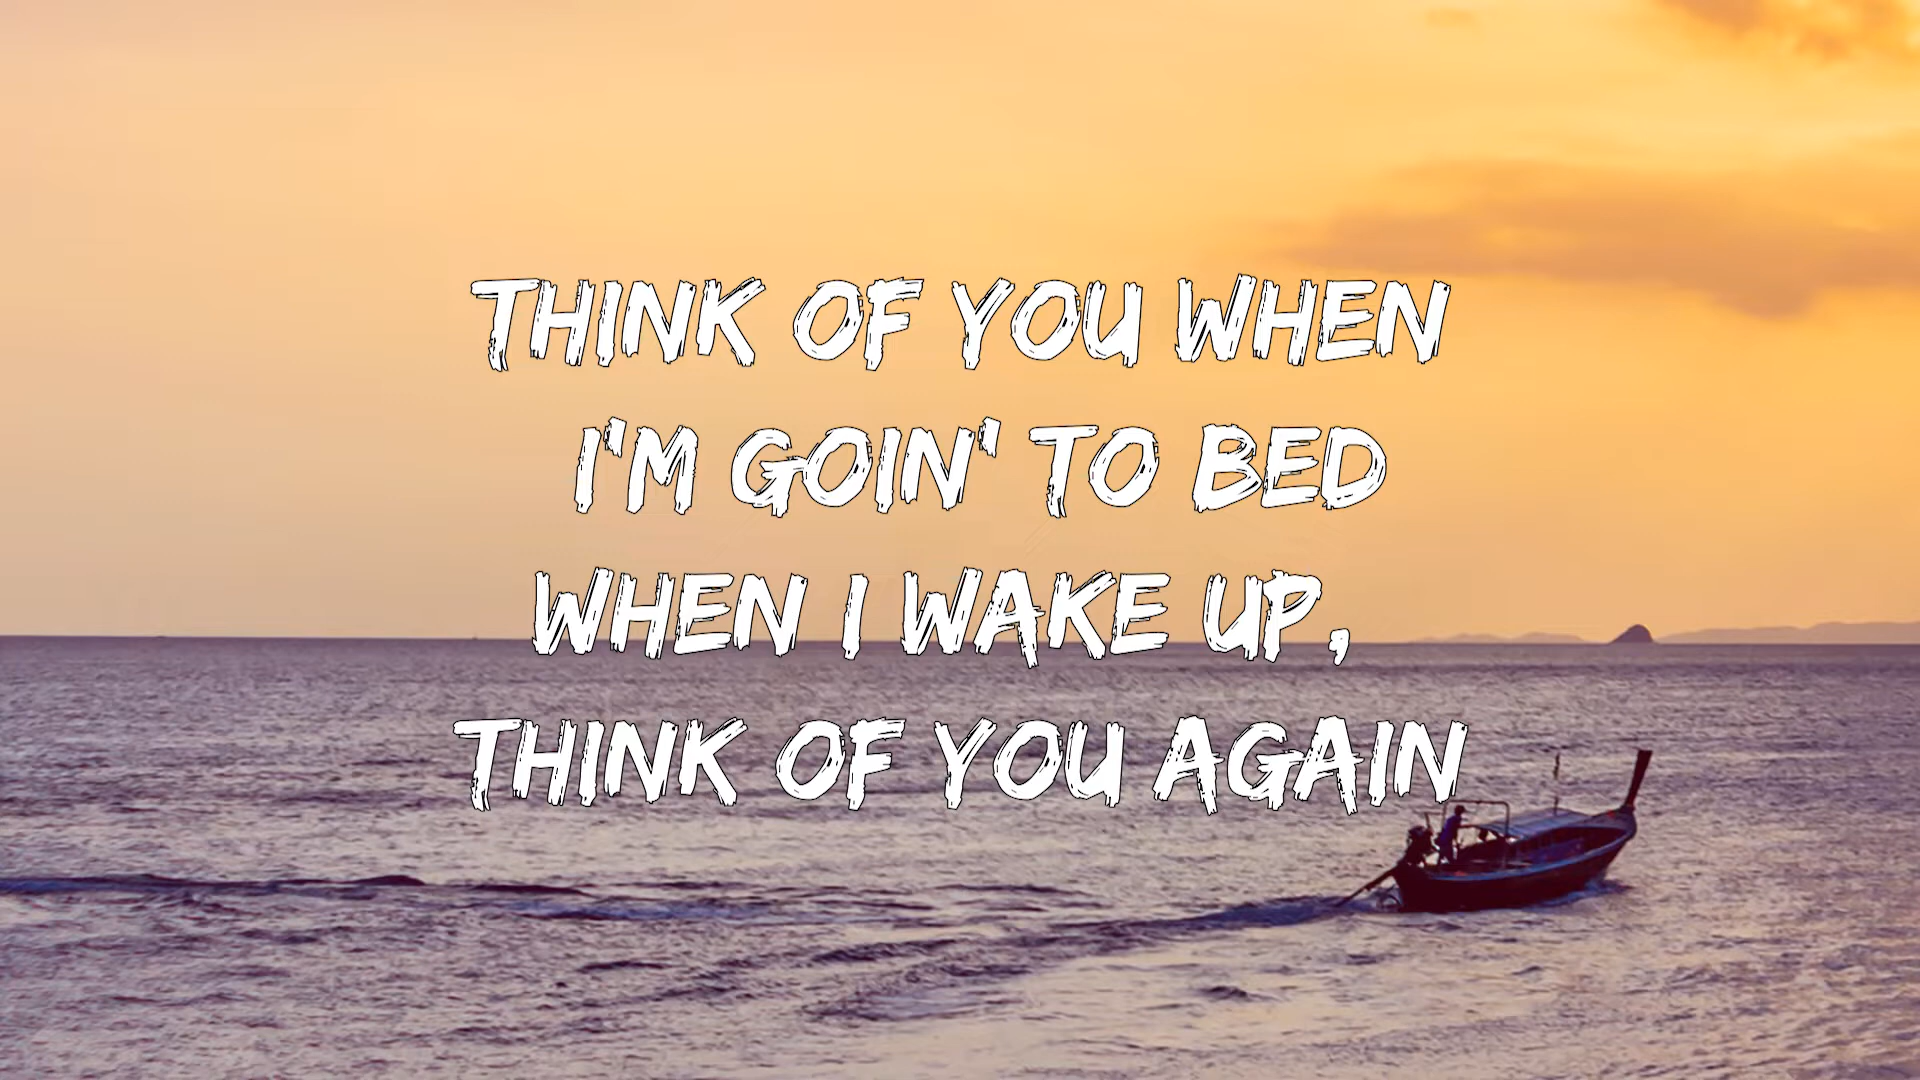 THINK OF YOU WHEN
I'M GOIN' TO BED
WHEN I WAKE UP,
THINK OF YOU AGAIN